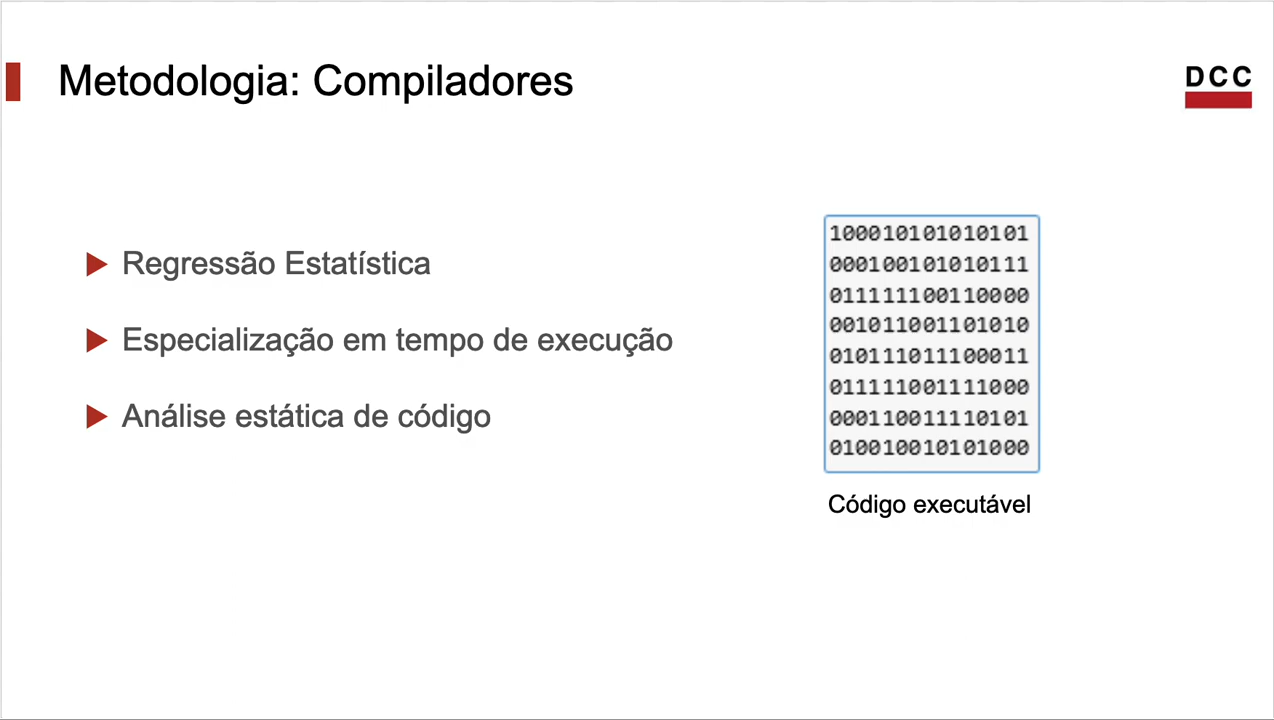 Metodologia: Compiladores
DCC
Regressão Estatística
Especialização em tempo de execução
Análise estática de código
100010101010101
000100101010111
011111100110000
001011001101010
010111011100011
011111001111000
000110011110101
010010010101000
Código executável